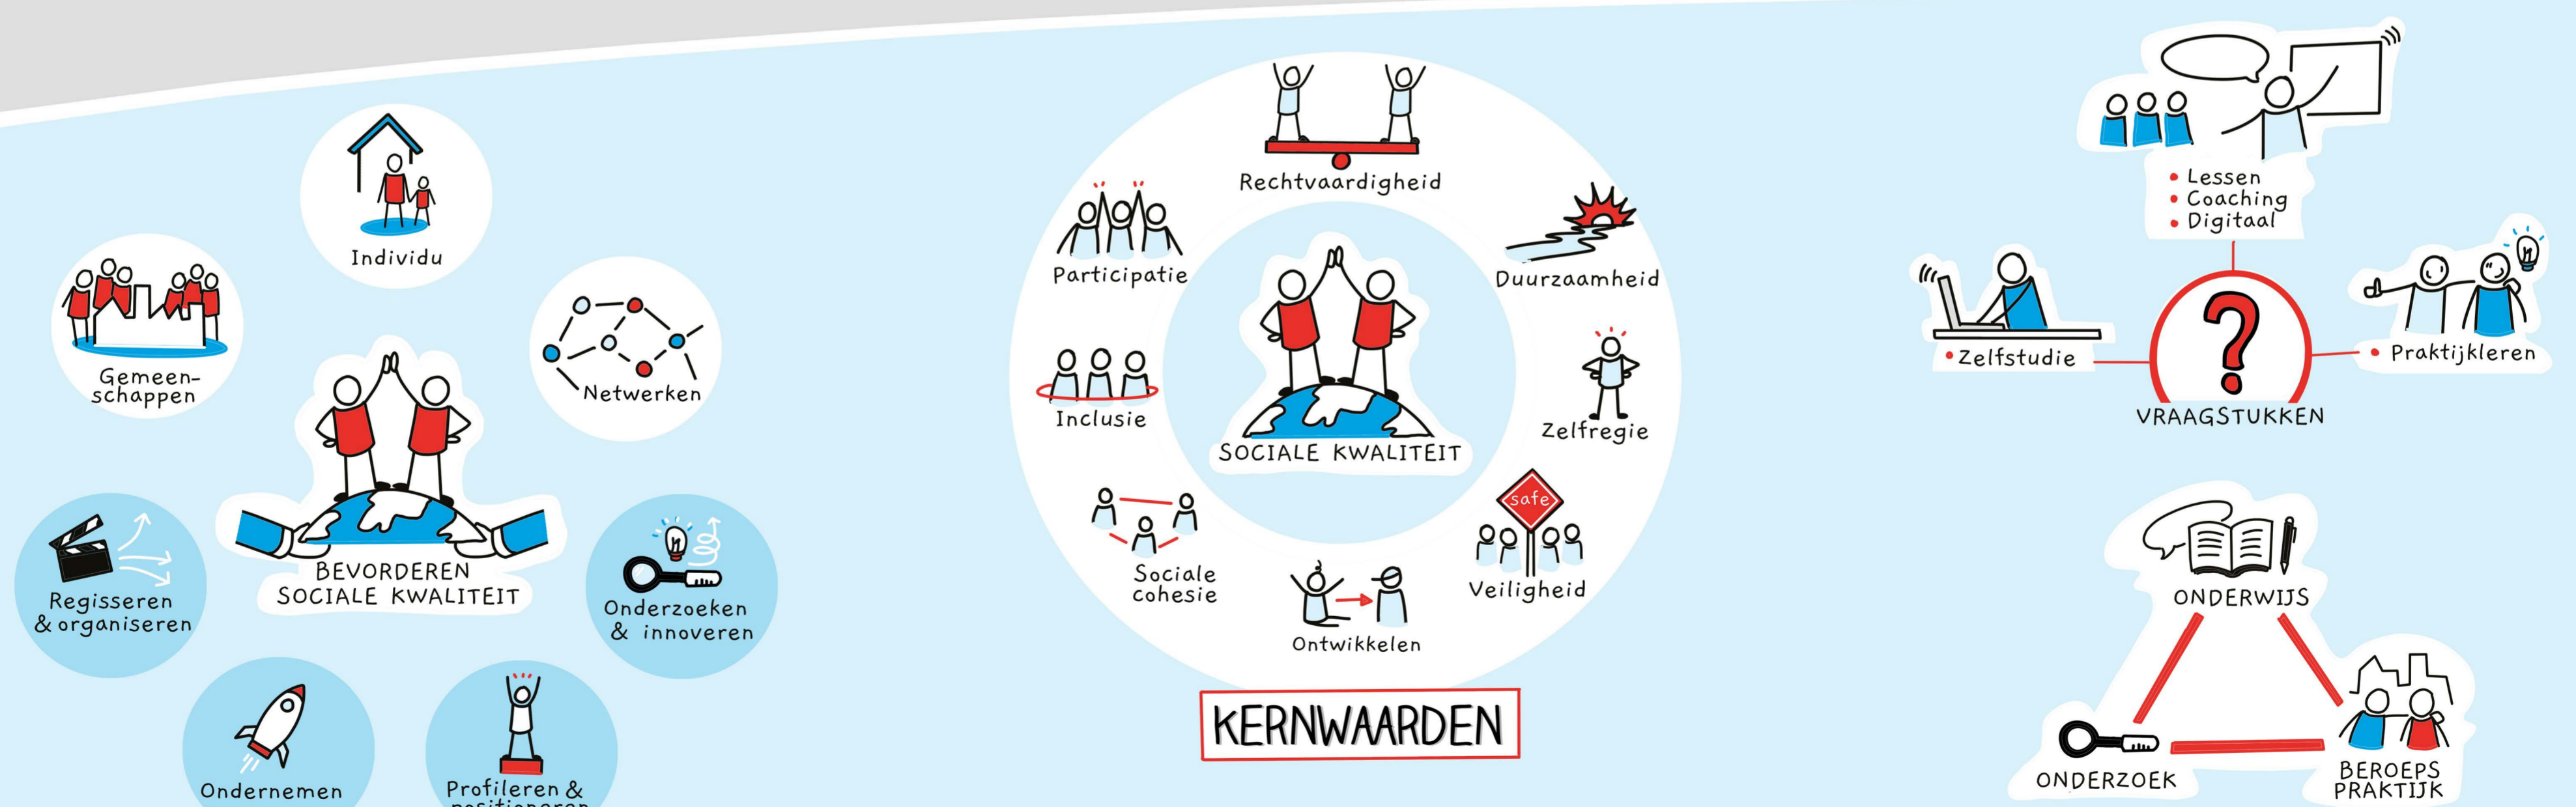 Individu
Gemeen-
schappen
Netwerken
BEVORDEREN
SOCIALE KWALITEIT
Regisseren
& organiseren
Onderzoeken
& innoveren
Ondernemen
Profileren &
positioneren
Rechtvaardigheid
Participatie
Duurzaamheid
Inclusie
Zelfregie
SOCIALE KWALITEIT
safe
Sociale
cohesie
Veiligheid
Ontwikkelen
KERNWAARDEN
• Lessen
• Coaching
• Digitaal
• Zelfstudie
?
• Praktijkleren
VRAAGSTUKKEN
ONDERWIJS
ONDERZOEK
BEROEPS
PRAKTIJK